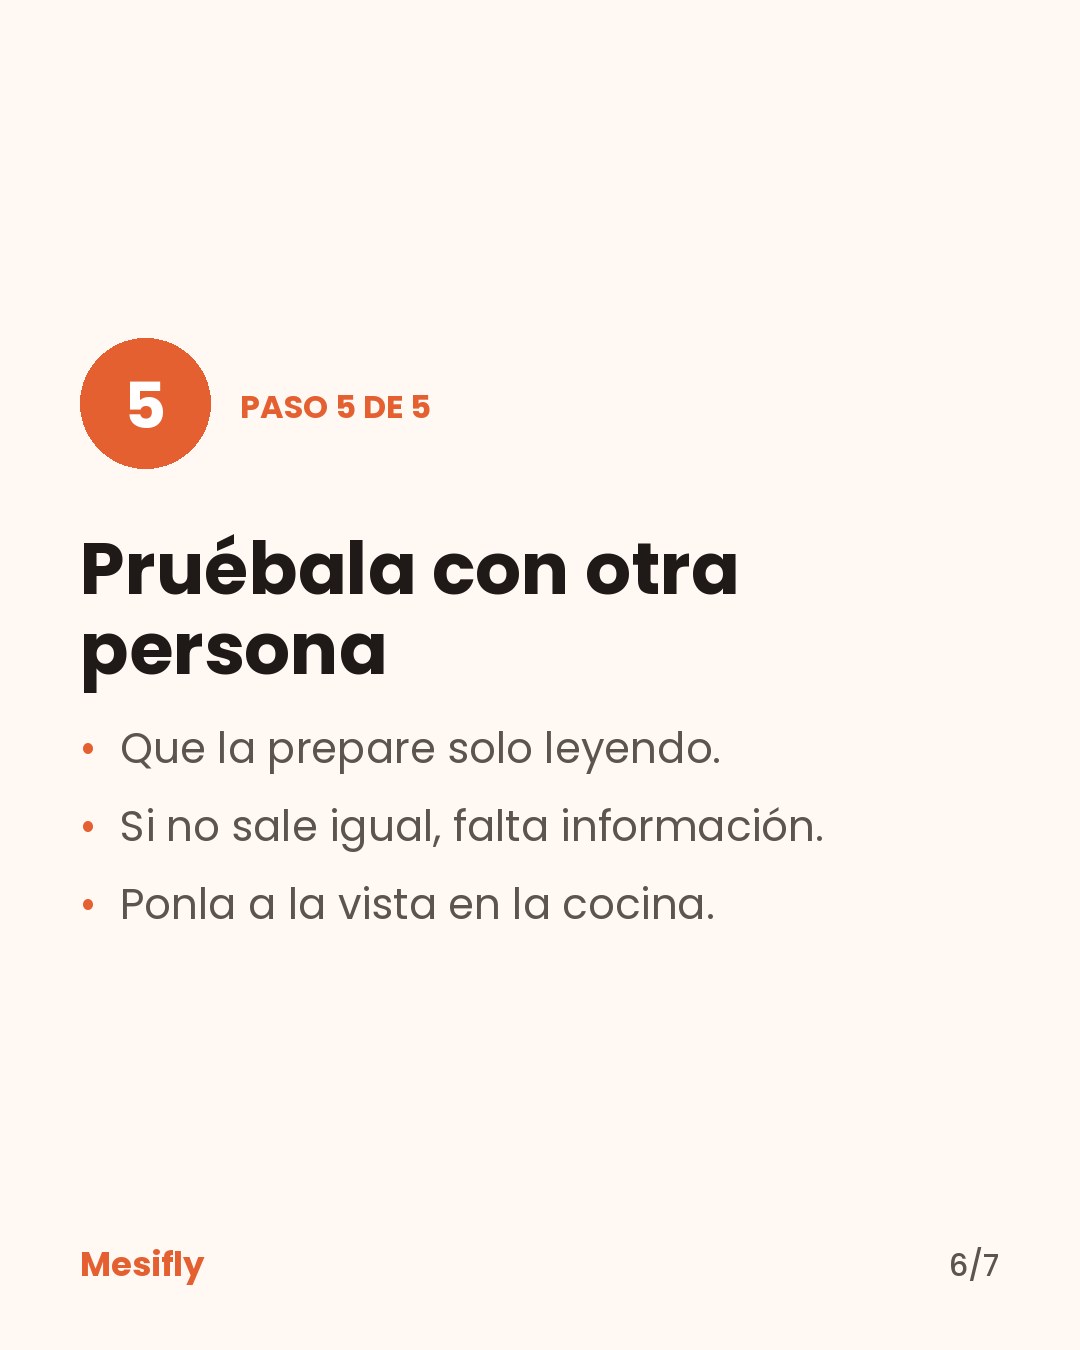 5
PASO 5 DE 5
Pruébala con otra
persona
• Que la prepare solo leyendo.
• Si no sale igual, falta información.
• Ponla a la vista en la cocina.
Mesifly
6/7